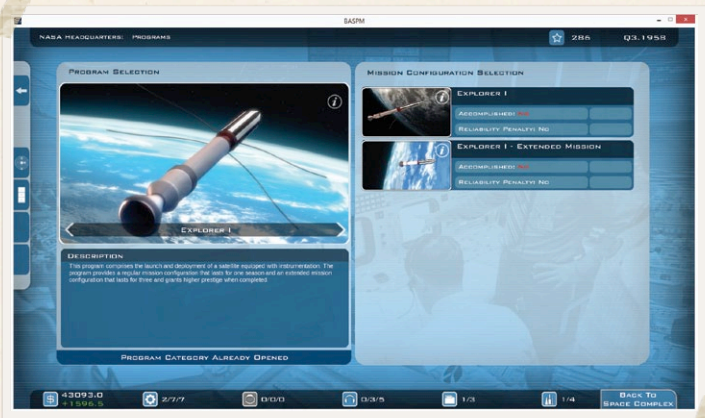 BASPM
NASA Headquarters: Programs
286
Q3.1958
Program Selection
Explorer I
Description
This program comprises the launch and deployment of a satellite equipped with instrumentation. The
program provides a regular mission configuration that lasts for one season and an extended mission
configuration that lasts for three and grants higher prestige when completed.
Program Category Already Opened
Mission Configuration Selection
Explorer I
Accomplished: No
Reliability Penalty: No
Explorer I - Extended Mission
Accomplished: No
Reliability Penalty: No
43093.0
+1596.5
2/7/7
0/0/0
0/3/5
1/3
1/4
Back To
Space Complex